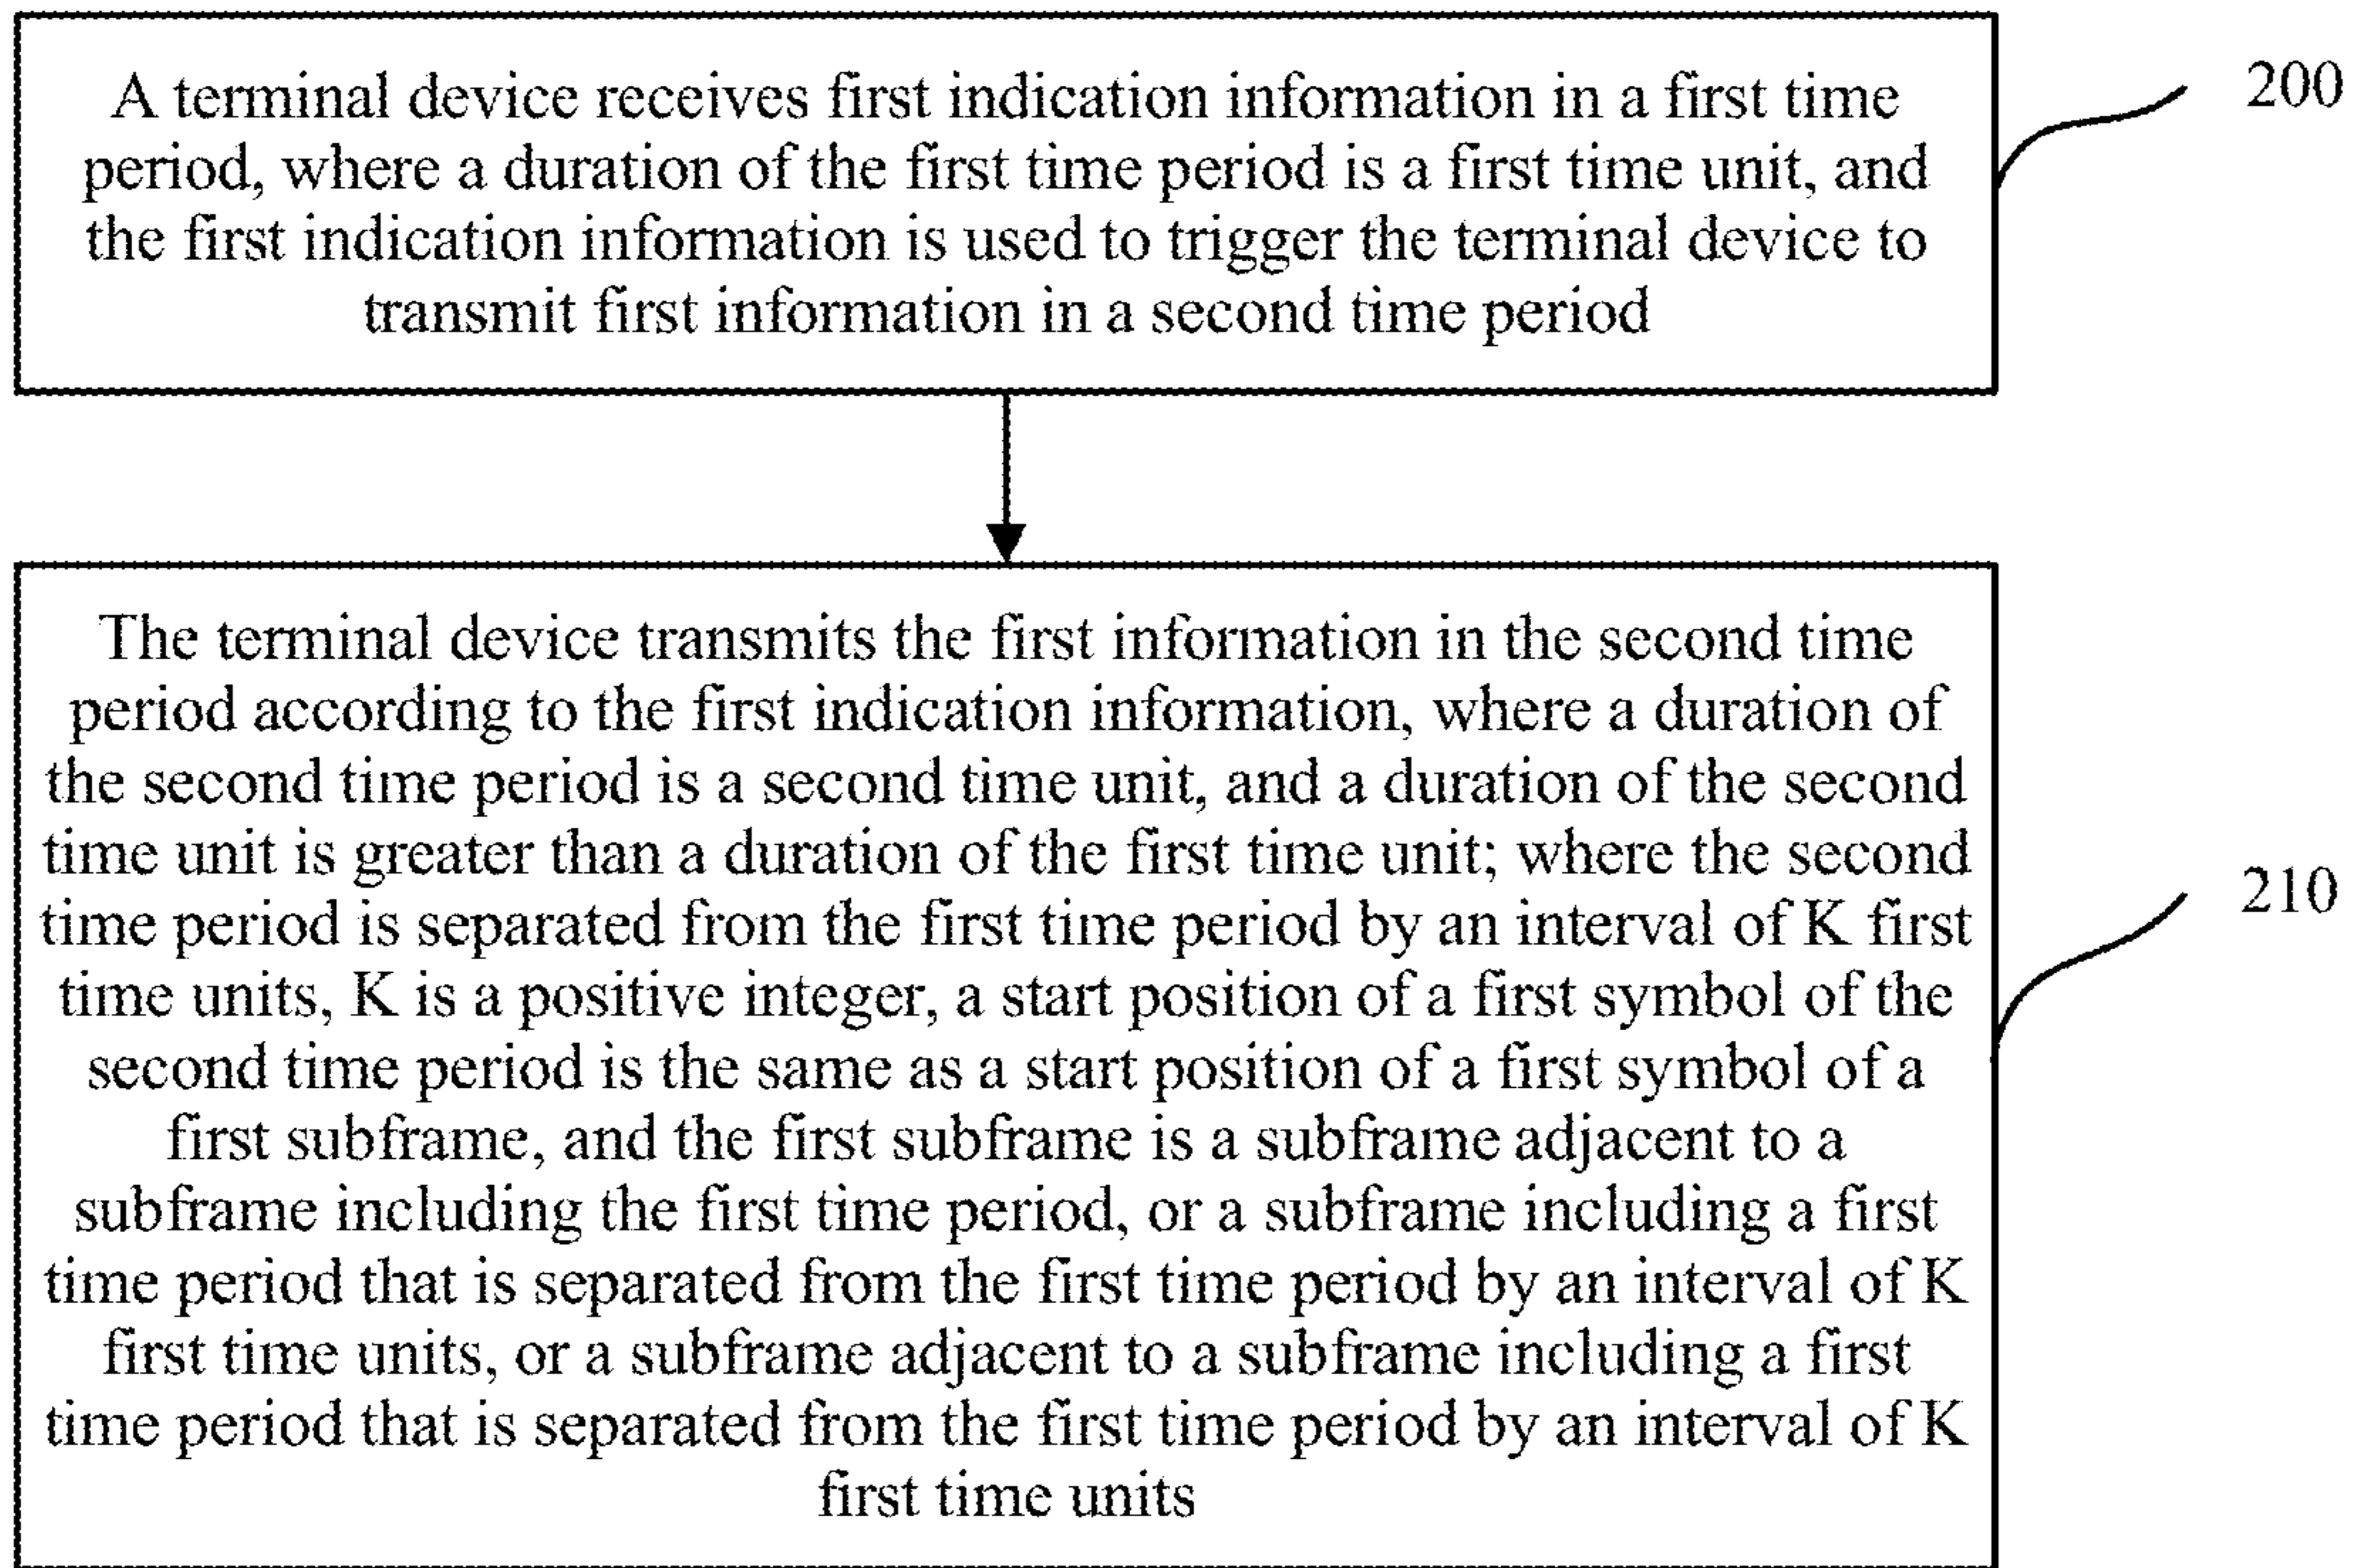 A terminal device receives first indication information in a first time
period, where a duration of the first time period is a first time unit, and
the first indication information is used to trigger the terminal device to
transmit first information in a second time period
200
The terminal device transmits the first information in the second time
period according to the first indication information, where a duration of
the second time period is a second time unit, and a duration of the second
time unit is greater than a duration of the first time unit; where the second
time period is separated from the first time period by an interval of K first
time units, K is a positive integer, a start position of a first symbol of the
second time period is the same as a start position of a first symbol of a
first subframe, and the first subframe is a subframe adjacent to a
subframe including the first time period, or a subframe including a first
time period that is separated from the first time period by an interval of K
first time units, or a subframe adjacent to a subframe including a first
time period that is separated from the first time period by an interval of K
first time units
210